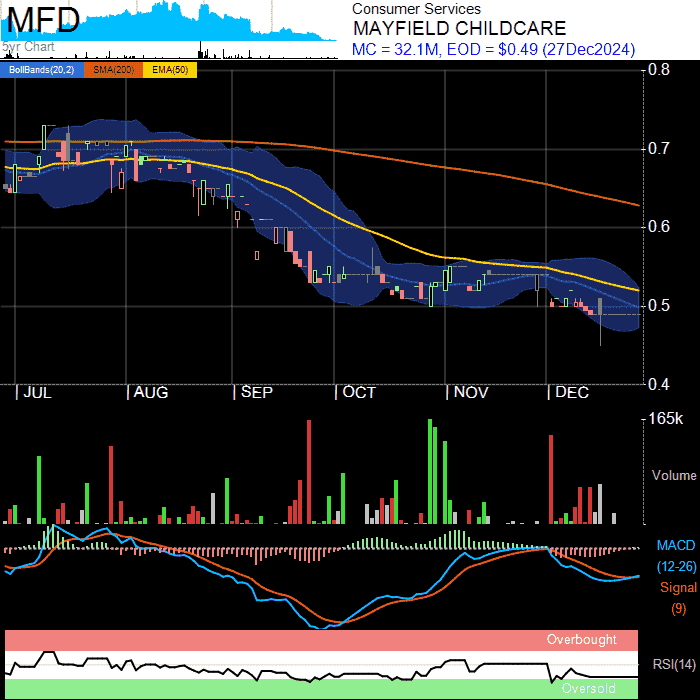 MFD
5yr Chart
Consumer Services
MAYFIELD CHILDCARE
MC = 32.1M, EOD = $0.49 (27Dec2024)
BollBands(20,2) SMA(200) EMA(50)
0.8
0.7
0.6
0.5
0.4
JUL AUG SEP OCT NOV DEC
165k
Volume
MACD
(12-26)
Signal
(9)
Overbought
RSI(14)
Oversold